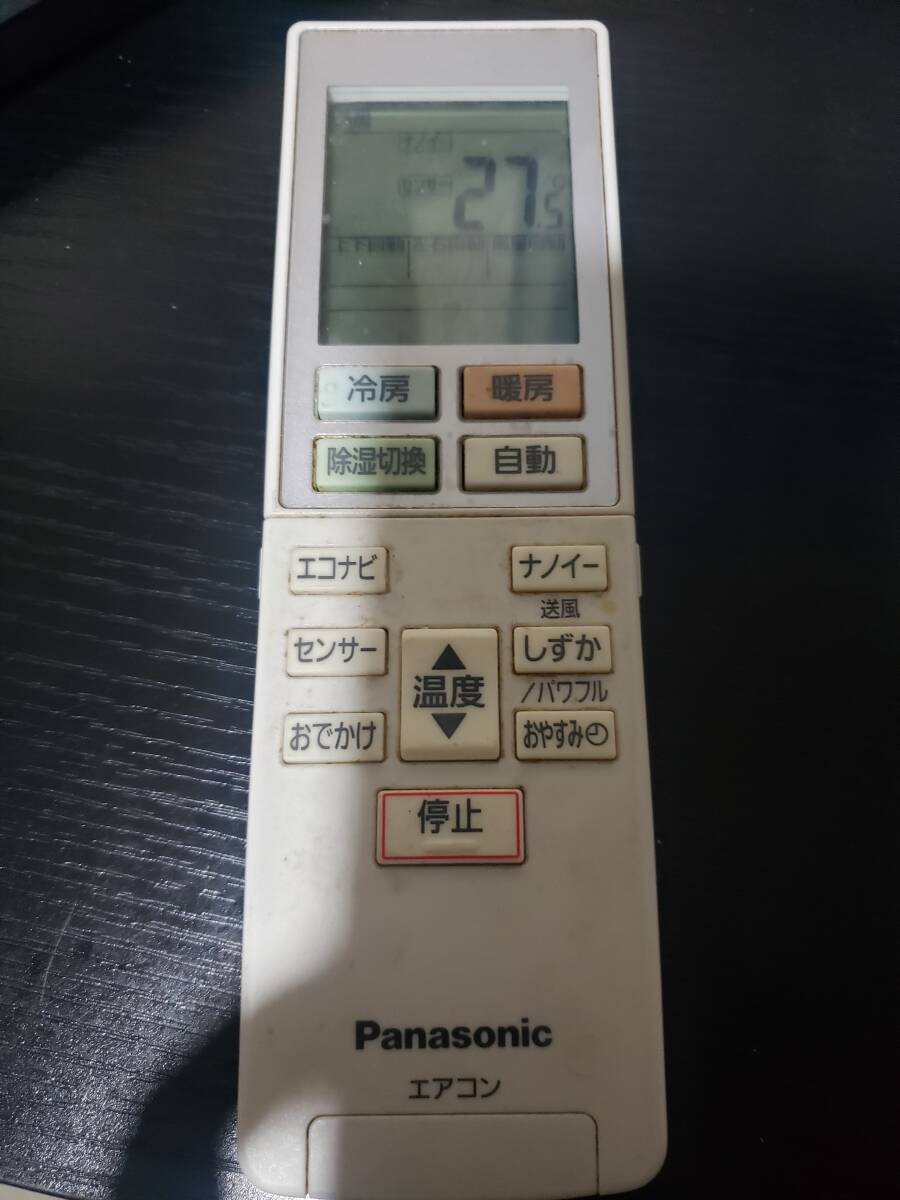 27.5
冷房 暖房
除湿切換 自動
エコナビ ナノイー
送風
センサー しずか
温度
/パワフル
おでかけ おやすみ
停止
Panasonic
エアコン